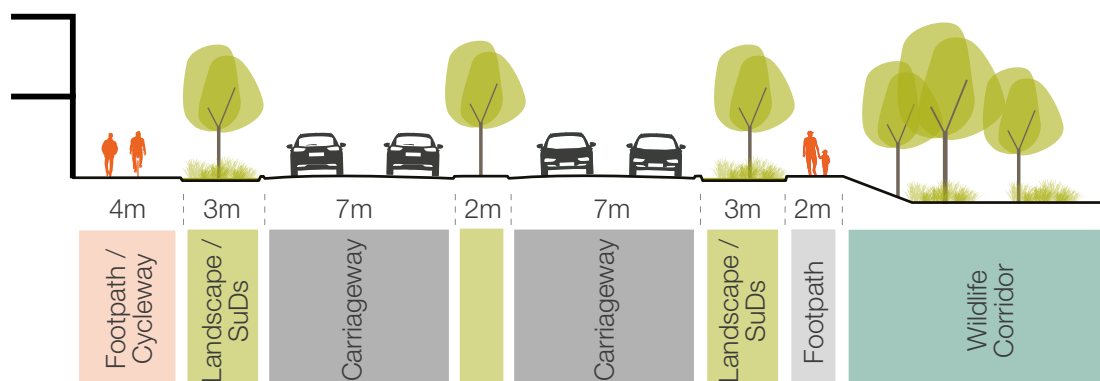 4m
3m
7m
2m
7m
3m
2m
Footpath /
Cycleway
Landscape /
SuDs
Carriageway
Carriageway
Landscape /
SuDs
Footpath
Wildlife
Corridor